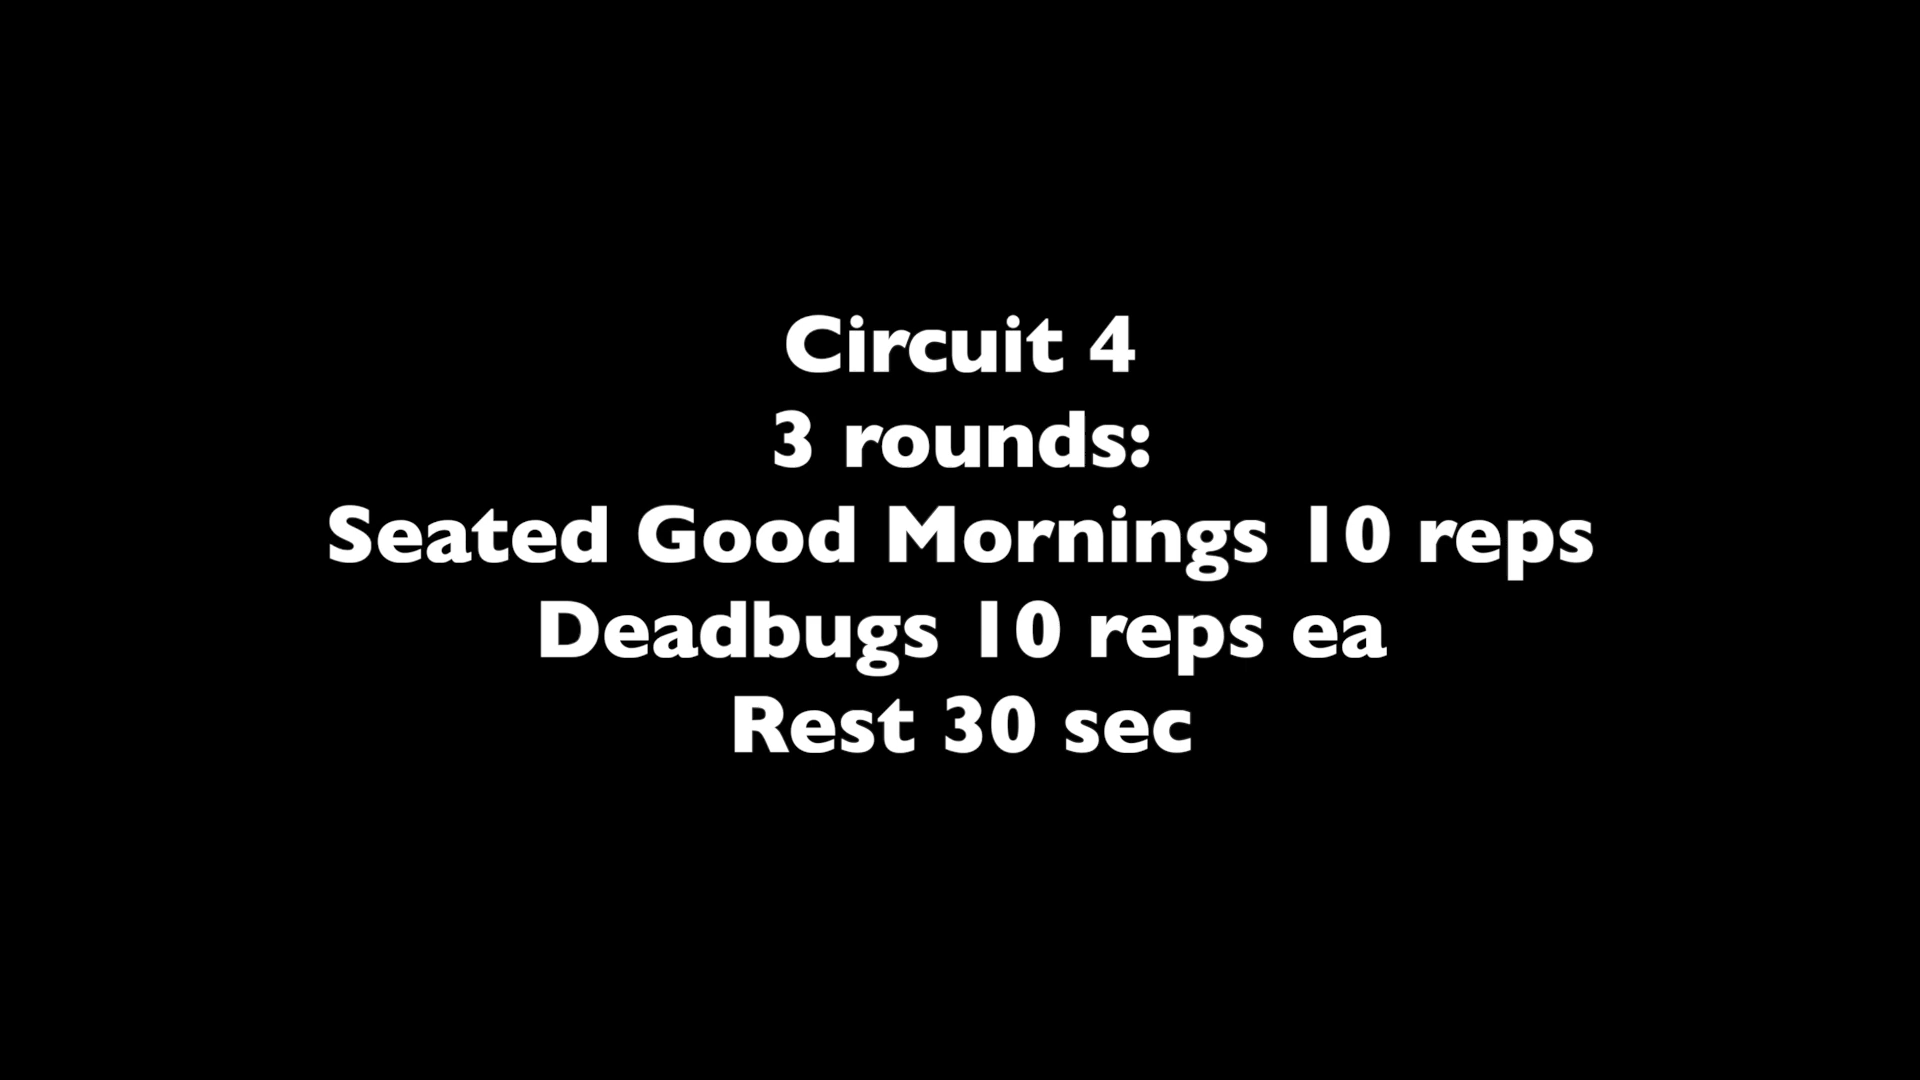 Circuit 4
3 rounds:
Seated Good Mornings 10 reps
Deadbugs 10 reps ea
Rest 30 sec